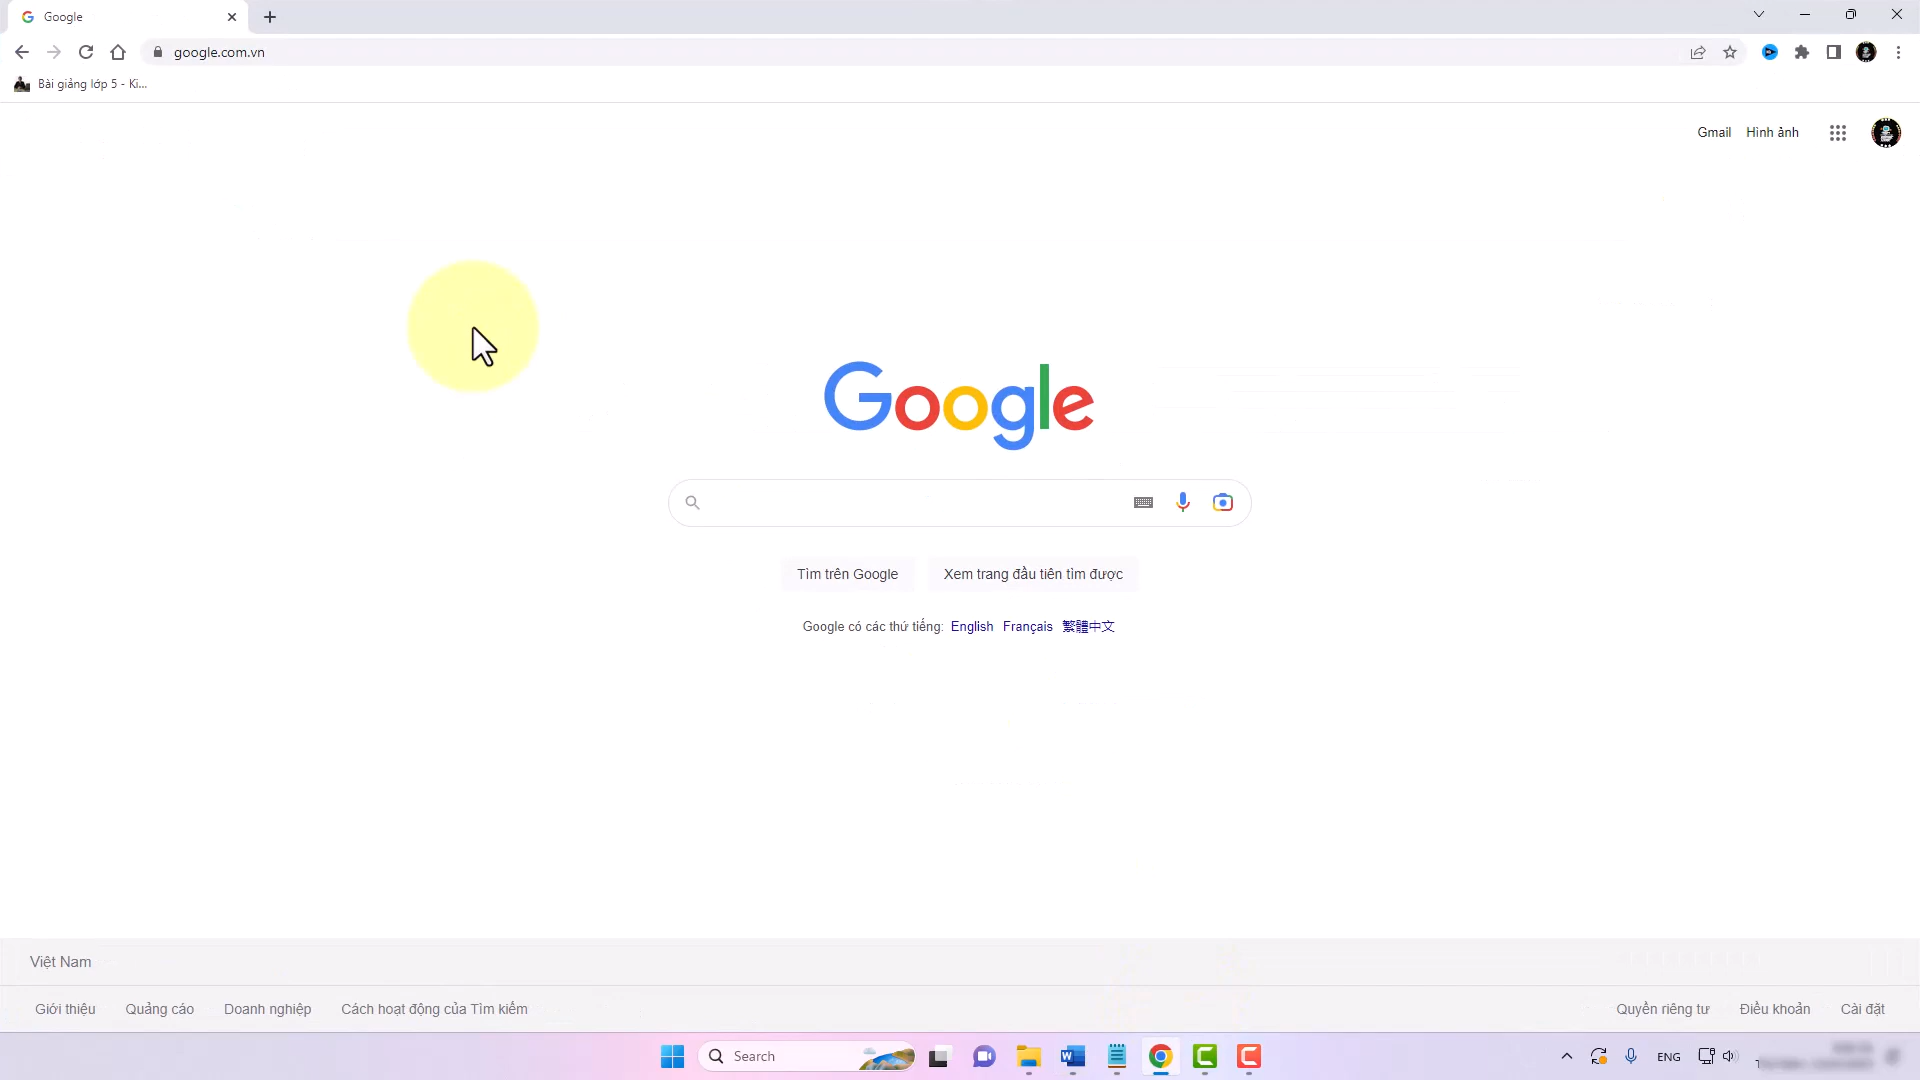 Google
google.com.vn
Bài giảng lớp 5 - Ki...
Gmail Hình ảnh
Google
Tìm trên Google Xem trang đầu tiên tìm được
Google có các thứ tiếng: English Français 繁體中文
Việt Nam
Giới thiệu Quảng cáo Doanh nghiệp Cách hoạt động của Tìm kiếm Quyền riêng tư Điều khoản Cài đặt
Search ENG